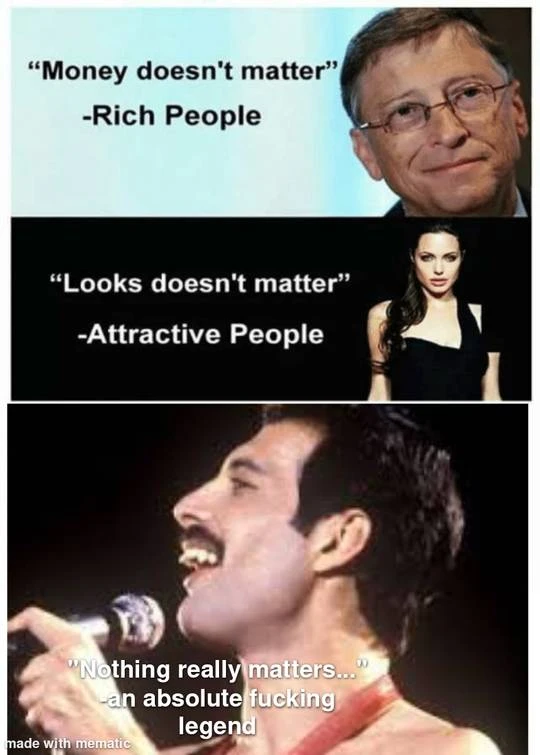 “Money doesn't matter”
-Rich People
“Looks doesn't matter”
-Attractive People
"Nothing really matters..."
-an absolute fucking
legend
made with mematic